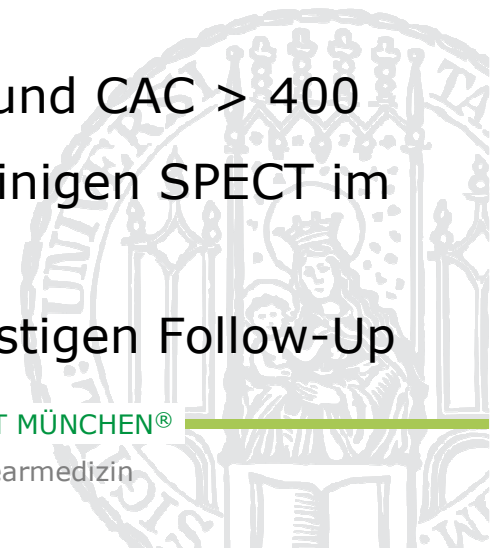 und CAC > 400
inigen SPECT im
stigen Follow-Up
T MÜNCHEN®
armedizin